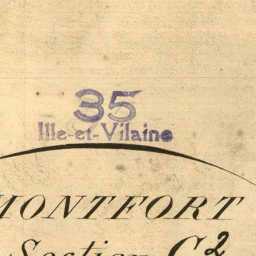 35
Ille-et-Vilaine
MONTFORT
Section C2